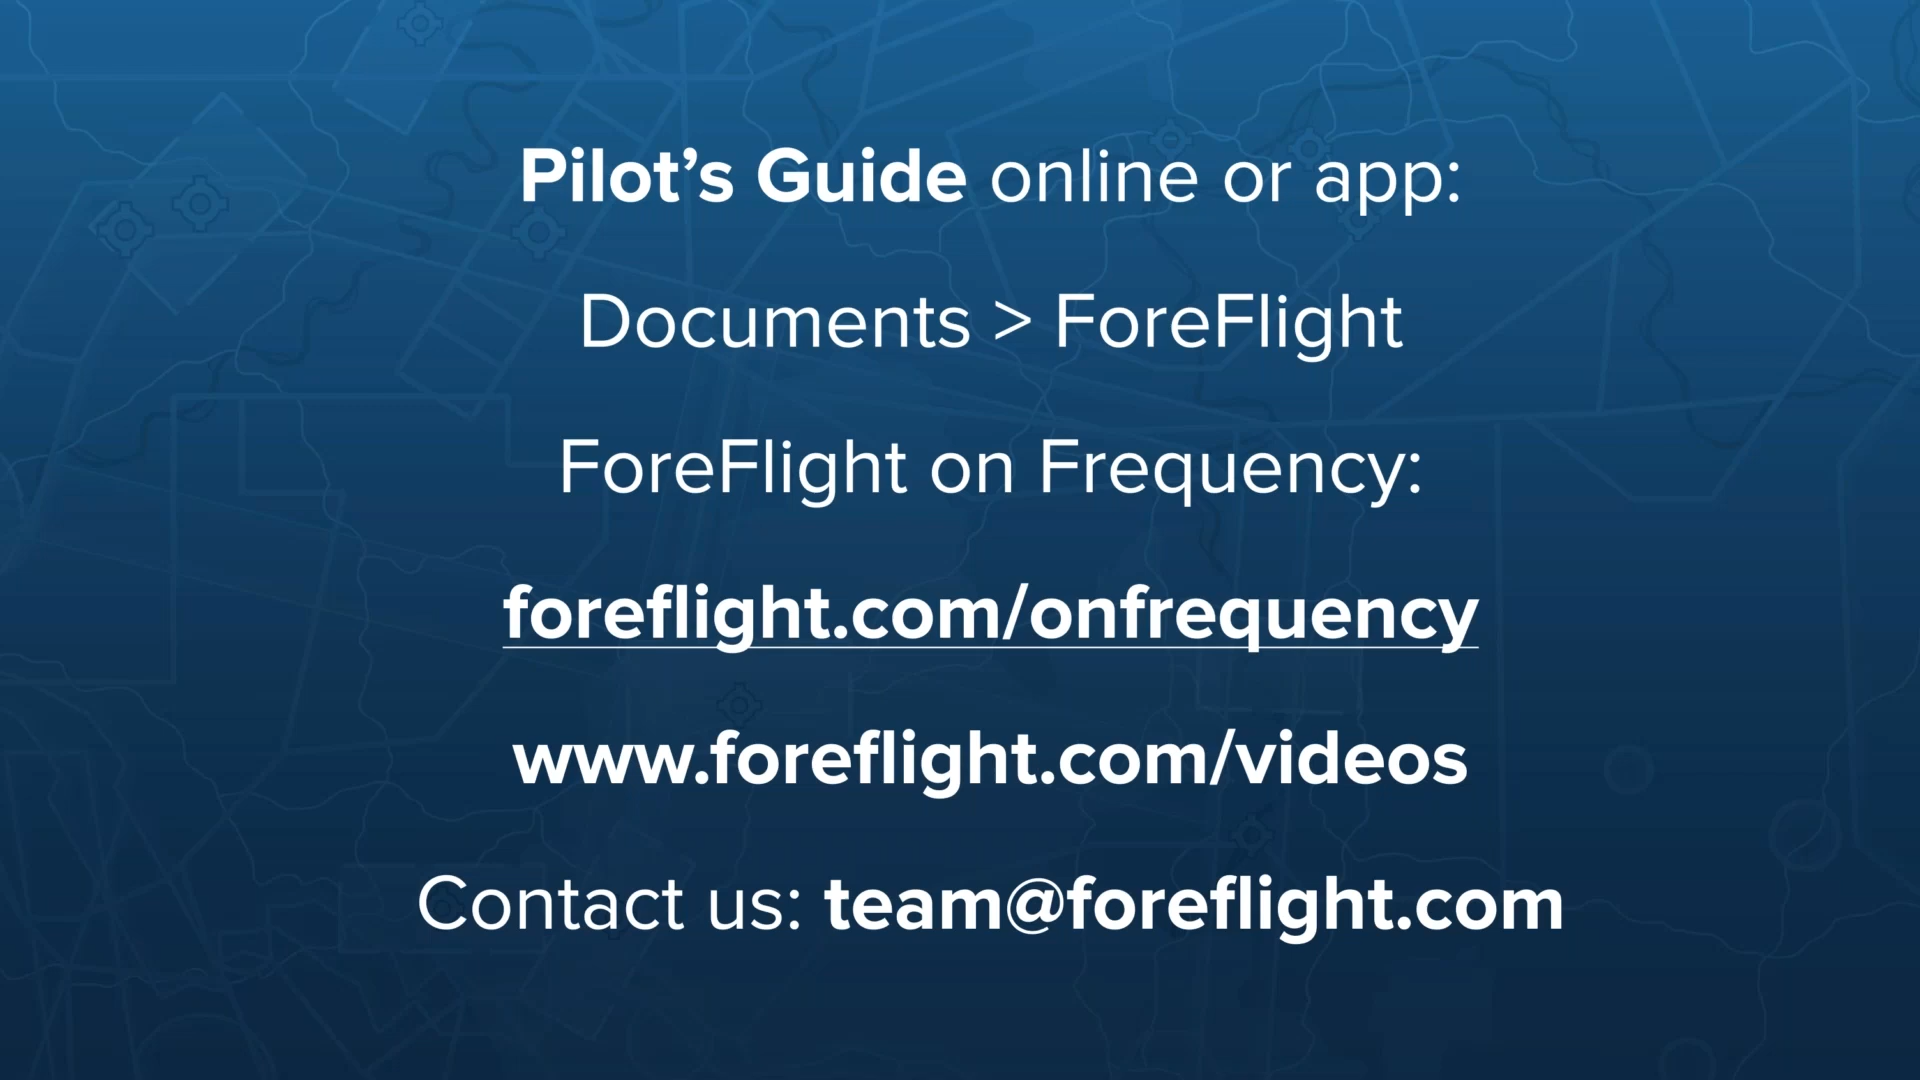 Pilot’s Guide online or app:
Documents > ForeFlight
ForeFlight on Frequency:
foreflight.com/onfrequency
www.foreflight.com/videos
Contact us: team@foreflight.com